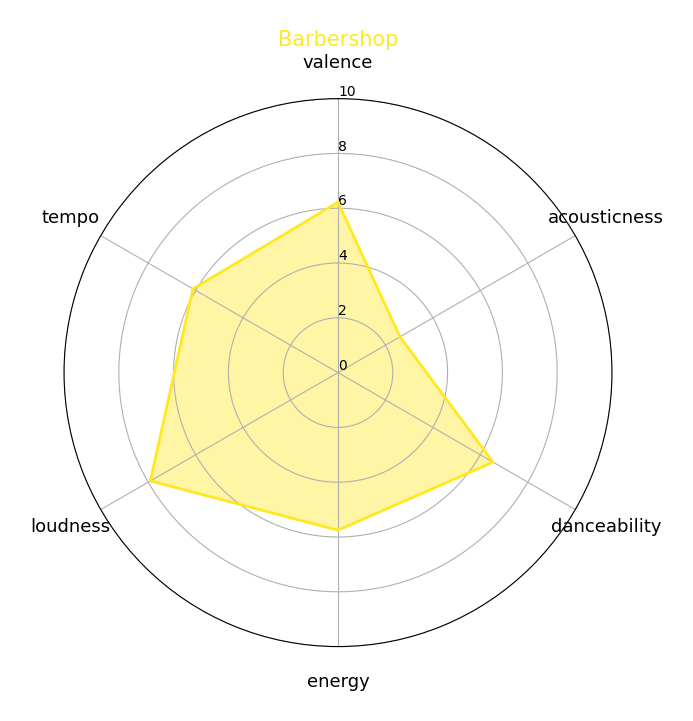 Barbershop
valence
10
8
tempo
6
acousticness
4
2
0
loudness
danceability
energy